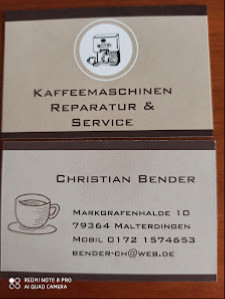 KAFFEEMASCHINEN
REPARATUR &
SERVICE
CHRISTIAN BENDER
MARKGRAFENHALDE 10
79364 MALTERDINGEN
MOBIL 0172 1574653
BENDER-CH@WEB.DE
REDMI NOTE 8 PRO
AI QUAD CAMERA